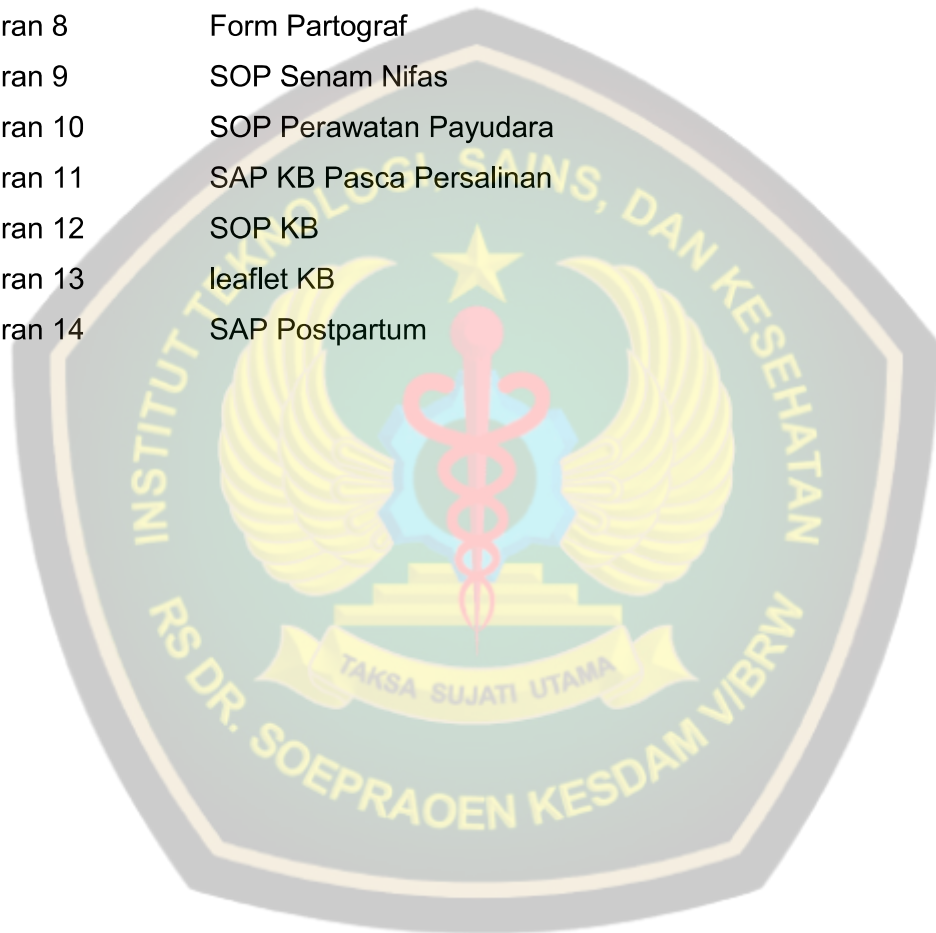 ran 8 Form Partograf
ran 9 SOP Senam Nifas
ran 10 SOP Perawatan Payudara
ran 11 SAP KB Pasca Persalinan
ran 12 SOP KB
ran 13 leaflet KB
ran 14 SAP Postpartum
INSTITUT TEKNOLOGI, SAINS, DAN KESEHATAN
TAKSA SUJATI UTAMA
RS DR. SOEPRAOEN KESDAM V/BRW